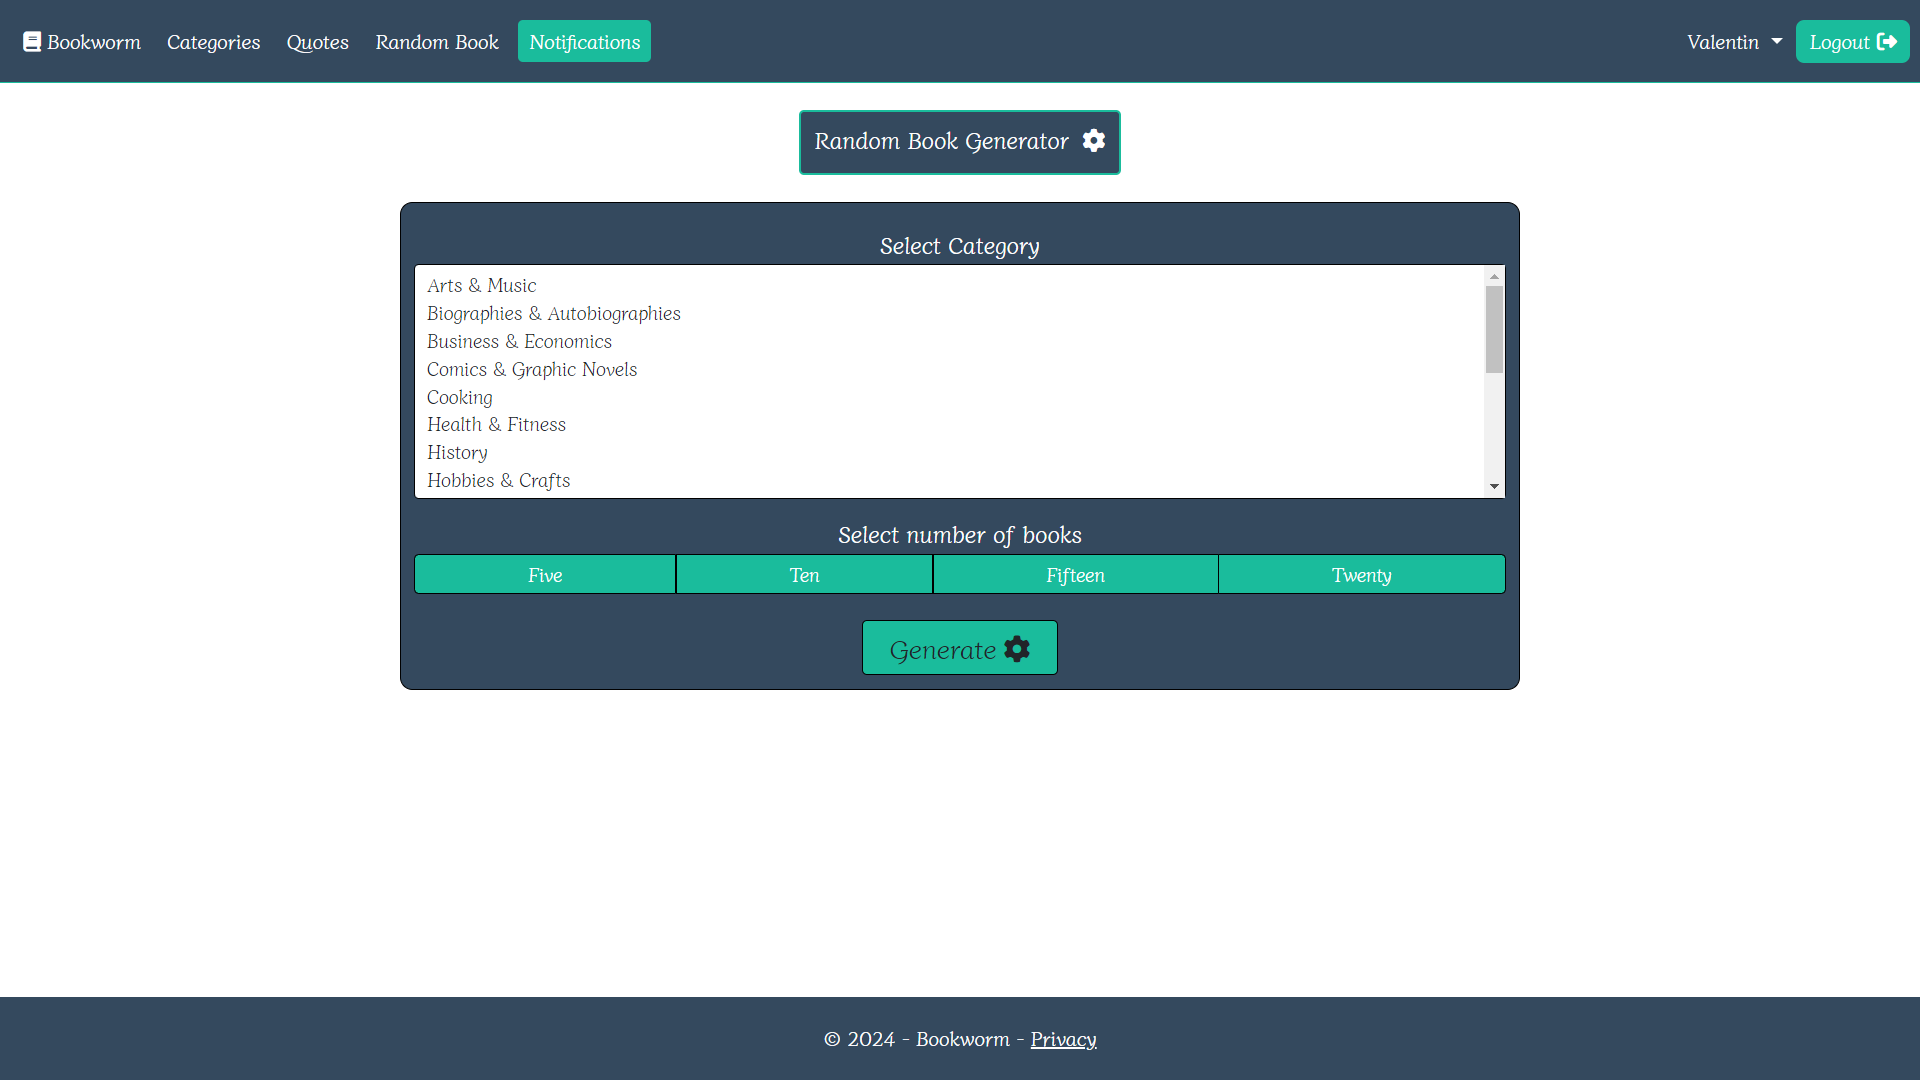 Bookworm Categories Quotes Random Book Notifications Valentin Logout
Random Book Generator
Select Category
Arts & Music
Biographies & Autobiographies
Business & Economics
Comics & Graphic Novels
Cooking
Health & Fitness
History
Hobbies & Crafts
Select number of books
Five Ten Fifteen Twenty
Generate
© 2024 - Bookworm - Privacy